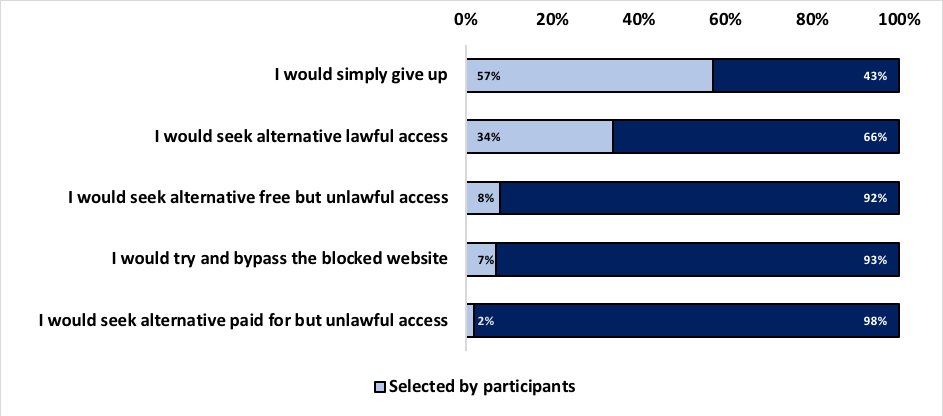 0% 20% 40% 60% 80% 100%
I would simply give up 57% 43%
I would seek alternative lawful access 34% 66%
I would seek alternative free but unlawful access 8% 92%
I would try and bypass the blocked website 7% 93%
I would seek alternative paid for but unlawful access 2% 98%
Selected by participants